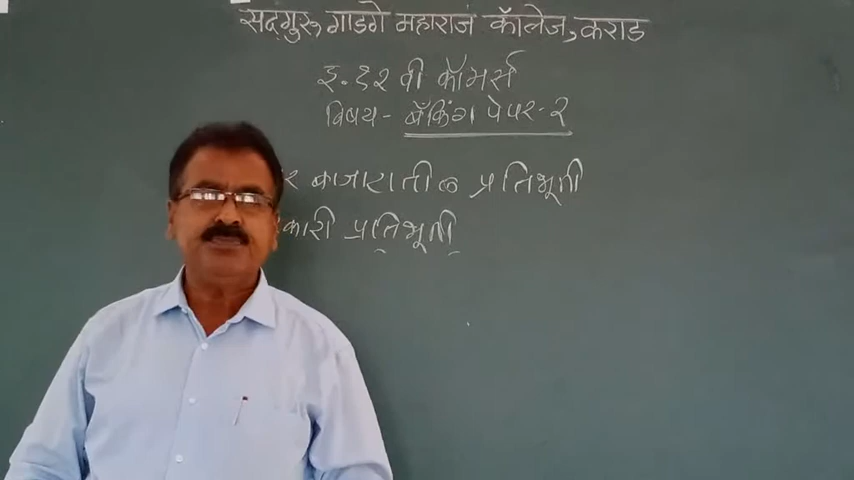 सद्गुरू गाडगे महाराज कॉलेज, कराड
इ. १२ वी कॉमर्स
विषय - बँकिंग पेपर - २
बाजारातील प्रतिभूती
कारी प्रतिभूती